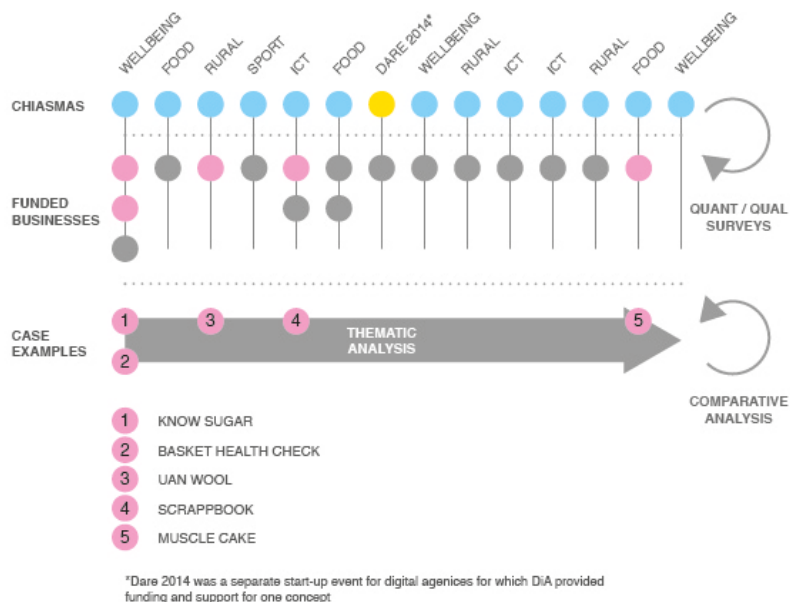 WELLBEING
FOOD
RURAL
SPORT
ICT
FOOD
DARE 2014*
WELLBEING
RURAL
ICT
ICT
RURAL
FOOD
WELLBEING
CHIASMAS
FUNDED
BUSINESSES
QUANT / QUAL
SURVEYS
CASE
EXAMPLES
1
3
4
5
2
THEMATIC
ANALYSIS
COMPARATIVE
ANALYSIS
1 KNOW SUGAR
2 BASKET HEALTH CHECK
3 UAN WOOL
4 SCRAPPBOOK
5 MUSCLE CAKE
*Dare 2014 was a separate start-up event for digital agenices for which DiA provided
funding and support for one concept